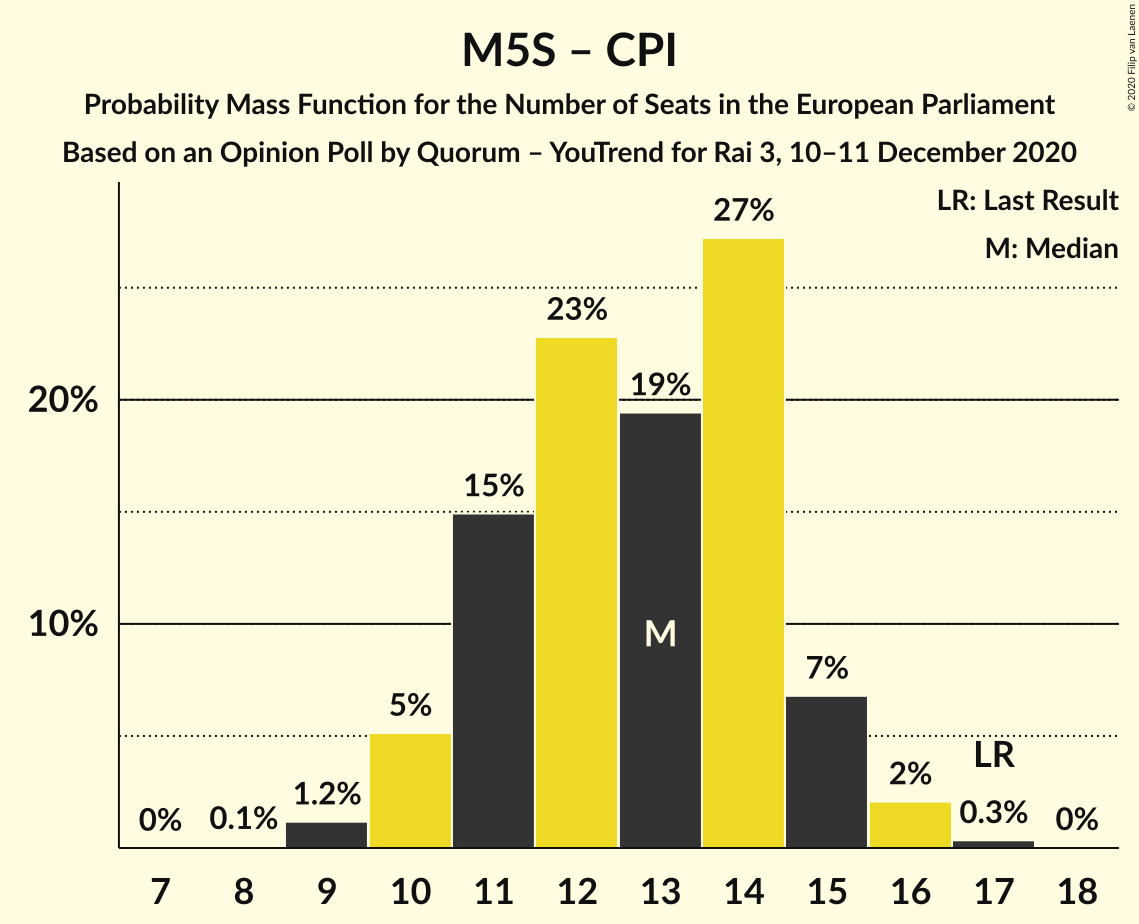 M5S – CPI
Probability Mass Function for the Number of Seats in the European Parliament
Based on an Opinion Poll by Quorum – YouTrend for Rai 3, 10–11 December 2020
© 2020 Filip van Laenen
LR: Last Result
M: Median
20%
10%
0%
0.1%
1.2%
5%
15%
23%
19%
M
27%
7%
2%
LR
0.3%
0%
7 8 9 10 11 12 13 14 15 16 17 18